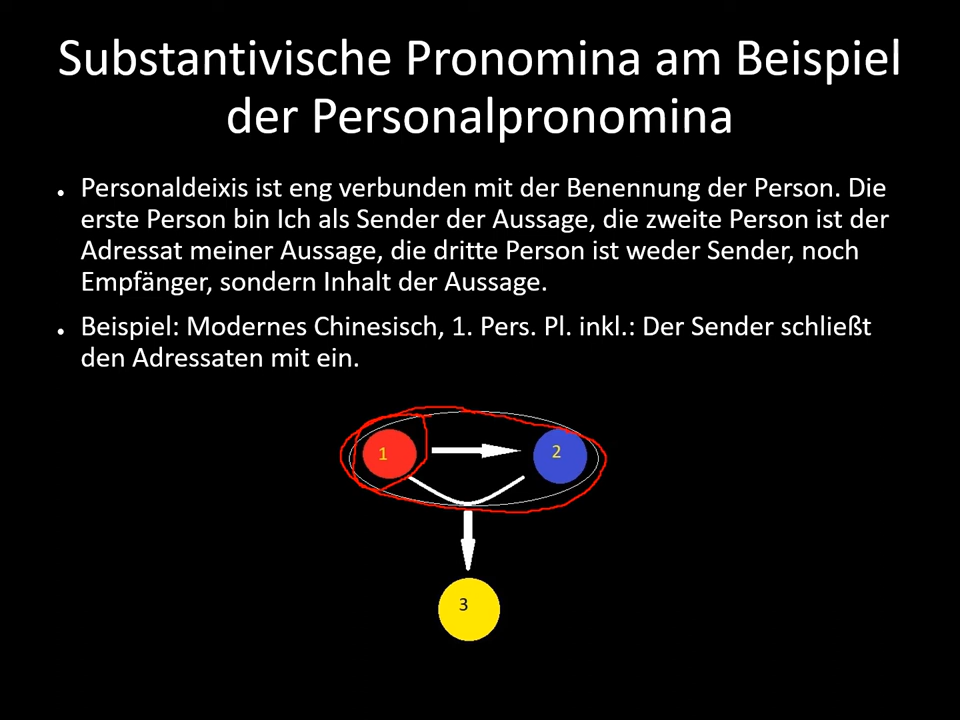 Substantivische Pronomina am Beispiel
der Personalpronomina
Personaldeixis ist eng verbunden mit der Benennung der Person. Die
erste Person bin Ich als Sender der Aussage, die zweite Person ist der
Adressat meiner Aussage, die dritte Person ist weder Sender, noch
Empfänger, sondern Inhalt der Aussage.
Beispiel: Modernes Chinesisch, 1. Pers. Pl. inkl.: Der Sender schließt
den Adressaten mit ein.
1
2
3